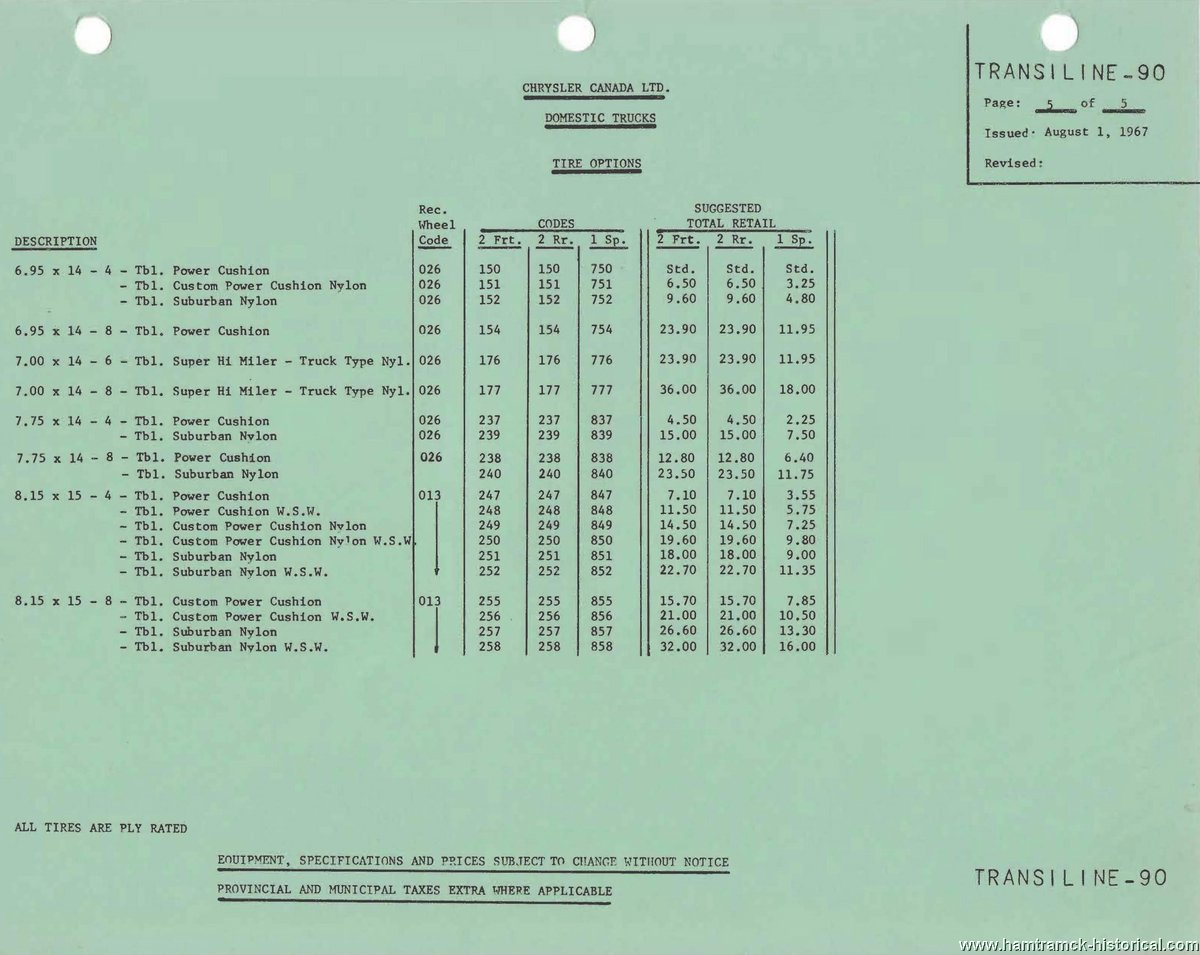 CHRYSLER CANADA LTD.
DOMESTIC TRUCKS
TIRE OPTIONS
TRANSILINE-90
Page: 5 of 5
Issued: August 1, 1967
Revised:
Rec. SUGGESTED
Wheel CODES TOTAL RETAIL
DESCRIPTION Code 2 Frt. 2 Rr. 1 Sp. 2 Frt. 2 Rr. 1 Sp.
6.95 x 14 - 4 - Tbl. Power Cushion 026 150 150 750 Std. Std. Std.
- Tbl. Custom Power Cushion Nylon 026 151 151 751 6.50 6.50 3.25
- Tbl. Suburban Nylon 026 152 152 752 9.60 9.60 4.80
6.95 x 14 - 8 - Tbl. Power Cushion 026 154 154 754 23.90 23.90 11.95
7.00 x 14 - 6 - Tbl. Super Hi Miler - Truck Type Nyl. 026 176 176 776 23.90 23.90 11.95
7.00 x 14 - 8 - Tbl. Super Hi Miler - Truck Type Nyl. 026 177 177 777 36.00 36.00 18.00
7.75 x 14 - 4 - Tbl. Power Cushion 026 237 237 837 4.50 4.50 2.25
- Tbl. Suburban Nylon 026 239 239 839 15.00 15.00 7.50
7.75 x 14 - 8 - Tbl. Power Cushion 026 238 238 838 12.80 12.80 6.40
- Tbl. Suburban Nylon 240 240 840 23.50 23.50 11.75
8.15 x 15 - 4 - Tbl. Power Cushion 013 247 247 847 7.10 7.10 3.55
- Tbl. Power Cushion W.S.W. 248 248 848 11.50 11.50 5.75
- Tbl. Custom Power Cushion Nylon 249 249 849 14.50 14.50 7.25
- Tbl. Custom Power Cushion Nylon W.S.W. 250 250 850 19.60 19.60 9.80
- Tbl. Suburban Nylon 251 251 851 18.00 18.00 9.00
- Tbl. Suburban Nylon W.S.W. 252 252 852 22.70 22.70 11.35
8.15 x 15 - 8 - Tbl. Custom Power Cushion 013 255 255 855 15.70 15.70 7.85
- Tbl. Custom Power Cushion W.S.W. 256 256 856 21.00 21.00 10.50
- Tbl. Suburban Nylon 257 257 857 26.60 26.60 13.30
- Tbl. Suburban Nylon W.S.W. 258 258 858 32.00 32.00 16.00
ALL TIRES ARE PLY RATED
EQUIPMENT, SPECIFICATIONS AND PRICES SUBJECT TO CHANGE WITHOUT NOTICE
PROVINCIAL AND MUNICIPAL TAXES EXTRA WHERE APPLICABLE
TRANSILINE-90
www.hamtramck-historical.com